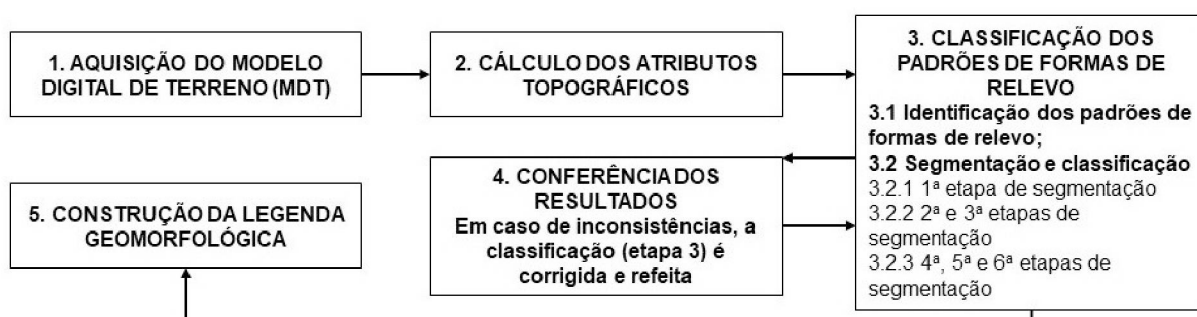 1. AQUISIÇÃO DO MODELO
DIGITAL DE TERRENO (MDT)
2. CÁLCULO DOS ATRIBUTOS
TOPOGRÁFICOS
3. CLASSIFICAÇÃO DOS
PADRÕES DE FORMAS DE
RELEVO
3.1 Identificação dos padrões de
formas de relevo;
3.2 Segmentação e classificação
3.2.1 1ª etapa de segmentação
3.2.2 2ª e 3ª etapas de
segmentação
3.2.3 4ª, 5ª e 6ª etapas de
segmentação
4. CONFERÊNCIA DOS
RESULTADOS
Em caso de inconsistências, a
classificação (etapa 3) é
corrigida e refeita
5. CONSTRUÇÃO DA LEGENDA
GEOMORFOLÓGICA